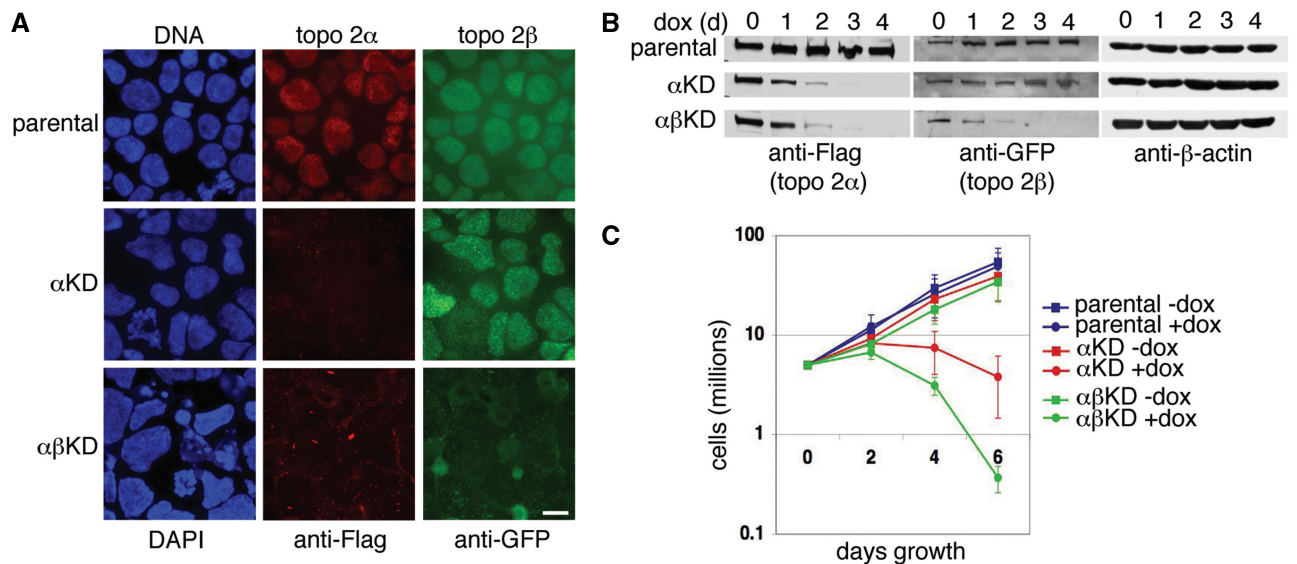 A
DNA topo 2α topo 2β
parental
αKD
αβKD
DAPI anti-Flag anti-GFP
B
dox (d) 0 1 2 3 4 0 1 2 3 4 0 1 2 3 4
parental
αKD
αβKD
anti-Flag anti-GFP anti-β-actin
(topo 2α) (topo 2β)
C
100
10
1
0.1
cells (millions)
0 2 4 6
days growth
parental -dox
parental +dox
αKD -dox
αKD +dox
αβKD -dox
αβKD +dox